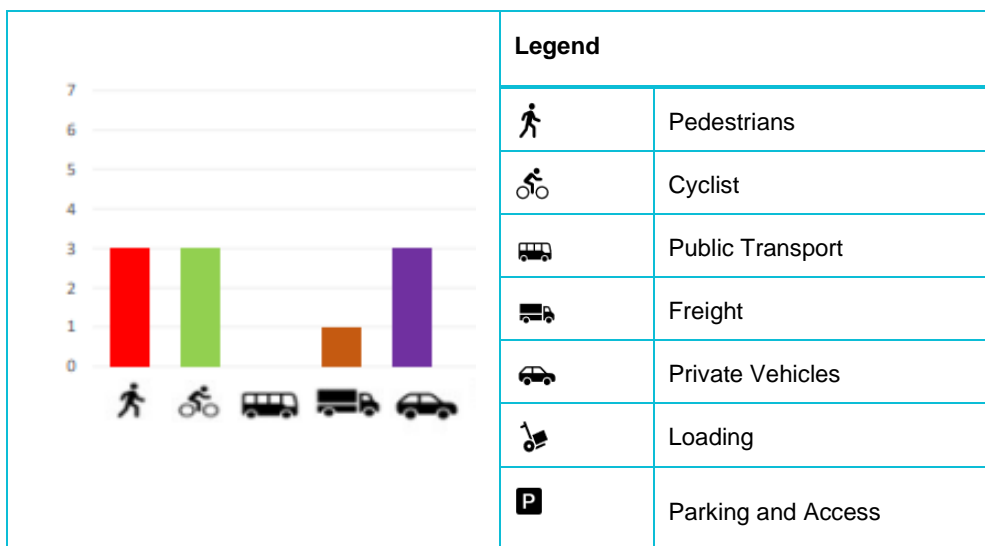 7
6
5
4
3
2
1
0
Legend
Pedestrians
Cyclist
Public Transport
Freight
Private Vehicles
Loading
P
Parking and Access